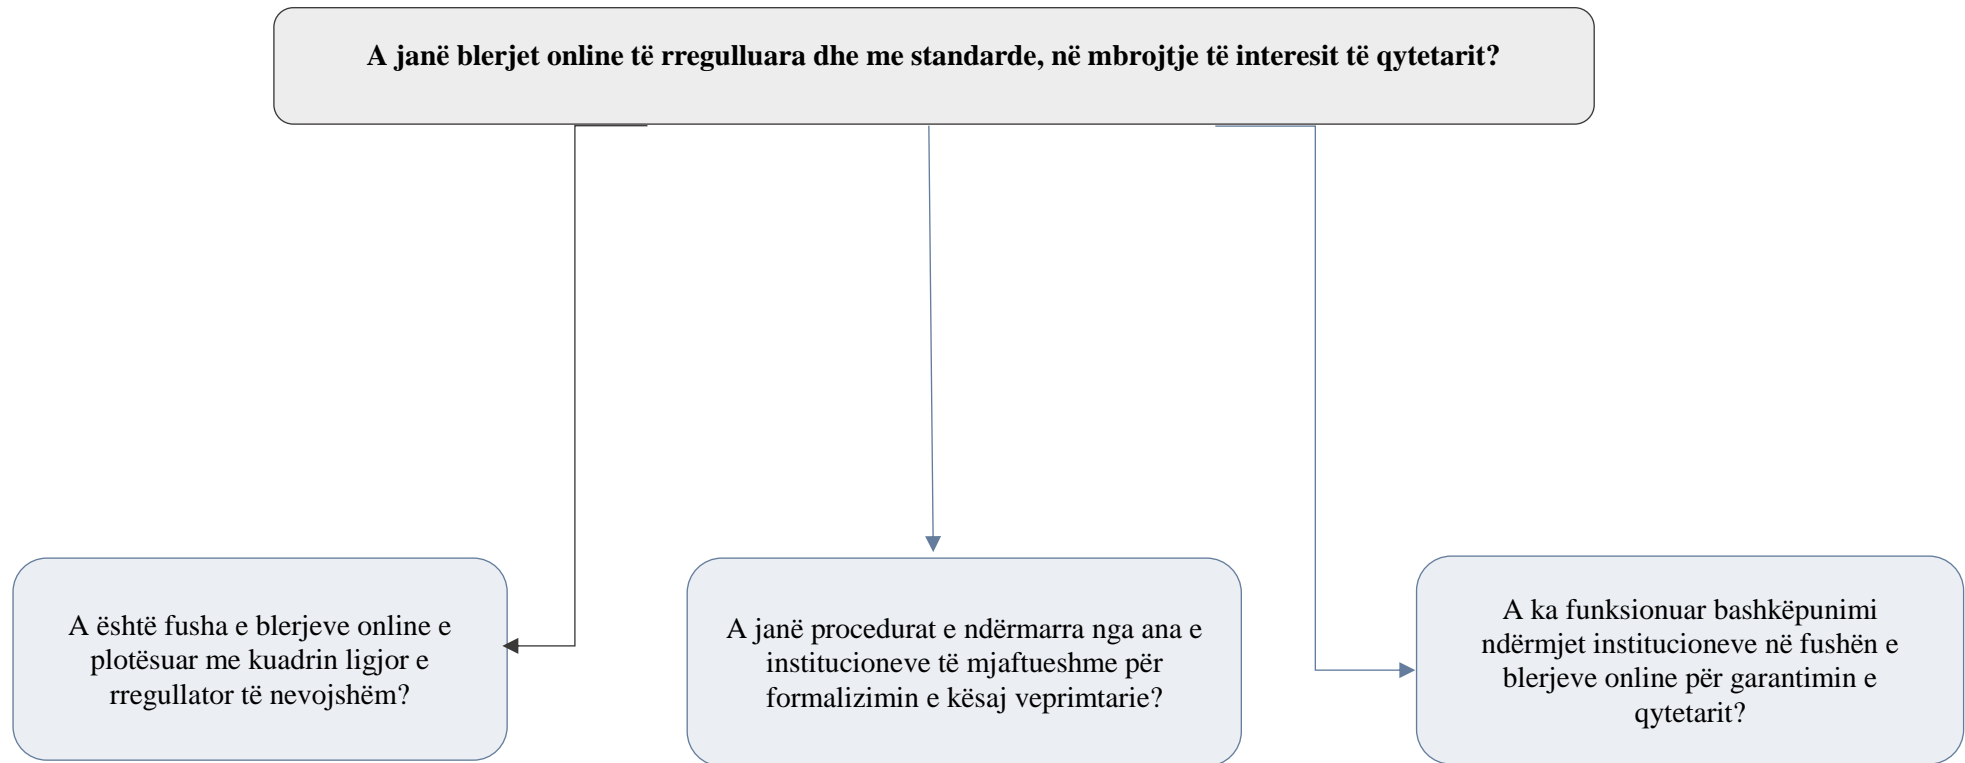 A janë blerjet online të rregulluara dhe me standarde, në mbrojtje të interesit të qytetarit?
A është fusha e blerjeve online e
plotësuar me kuadrin ligjor e
rregullator të nevojshëm?
A janë procedurat e ndërmarra nga ana e
institucioneve të mjaftueshme për
formalizimin e kësaj veprimtarie?
A ka funksionuar bashkëpunimi
ndërmjet institucioneve në fushën e
blerjeve online për garantimin e
qytetarit?